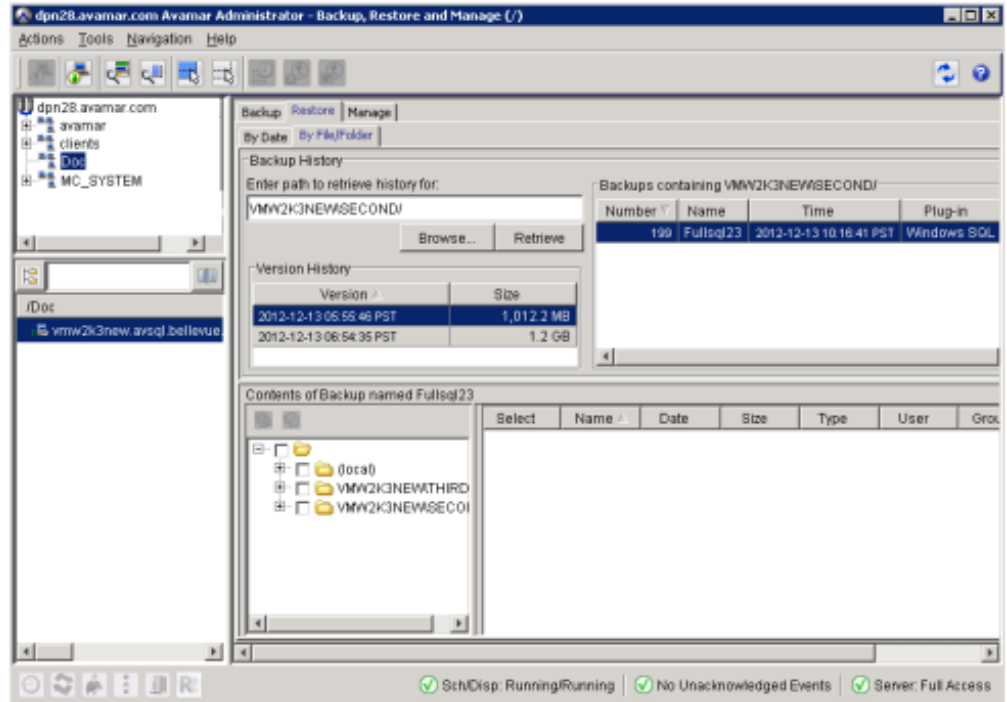 dpn28.avamar.com Avamar Administrator - Backup, Restore and Manage (/)
Actions Tools Navigation Help
dpn28.avamar.com
avamar
clients
Doc
MC_SYSTEM
/Doc
vmw2k3new.avsql.bellevue.
Backup Restore Manage
By Date By File/Folder
Backup History
Enter path to retrieve history for:
VMW2K3NEW\SECOND/
Browse... Retrieve
Version History
Version Size
2012-12-13 05:55:46 PST 1,012.2 MB
2012-12-13 06:54:35 PST 1.2 GB
Backups containing VMW2K3NEW\SECOND/
Number Name Time Plug-in
199 Fullsql23 2012-12-13 10:16:41 PST Windows SQL
Contents of Backup named Fullsql23
(local)
VMW2K3NEW\THIRD
VMW2K3NEW\SECO
Select Name Date Size Type User Grou
Sch/Disp: Running/Running No Unacknowledged Events Server: Full Access